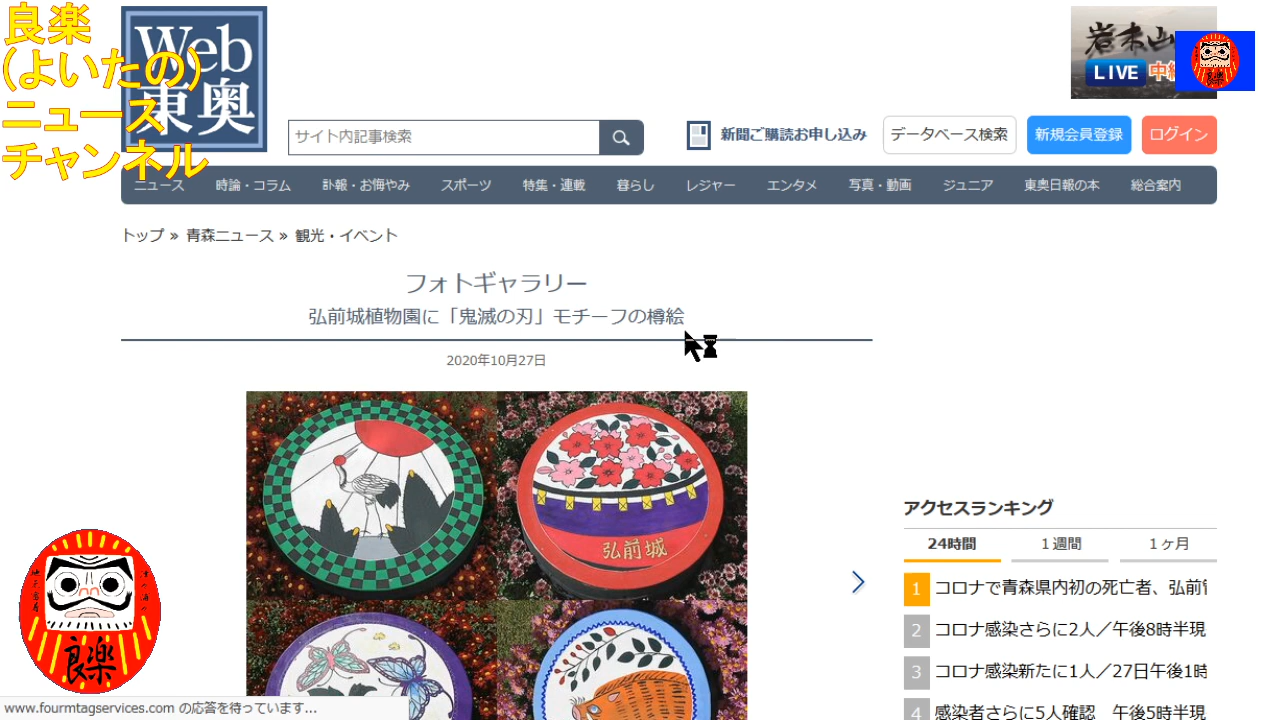 良楽
(よいたの)
ニュース
チャンネル
Web
東奥
岩木山
LIVE 中
良楽
サイト内記事検索
新聞ご購読お申し込み
データベース検索
新規会員登録
ログイン
ニュース 時論・コラム 訃報・お悔やみ スポーツ 特集・連載 暮らし レジャー エンタメ 写真・動画 ジュニア 東奥日報の本 総合案内
トップ » 青森ニュース » 観光・イベント
フォトギャラリー
弘前城植物園に「鬼滅の刃」モチーフの樽絵
2020年10月27日
弘前城
アクセスランキング
24時間 1週間 1ヶ月
1 コロナで青森県内初の死亡者、弘前
2 コロナ感染さらに2人/午後8時半現
3 コロナ感染新たに1人/27日午後1時
4 感染者さらに5人確認 午後5時半現
良楽
www.fourmtagservices.com の応答を待っています...